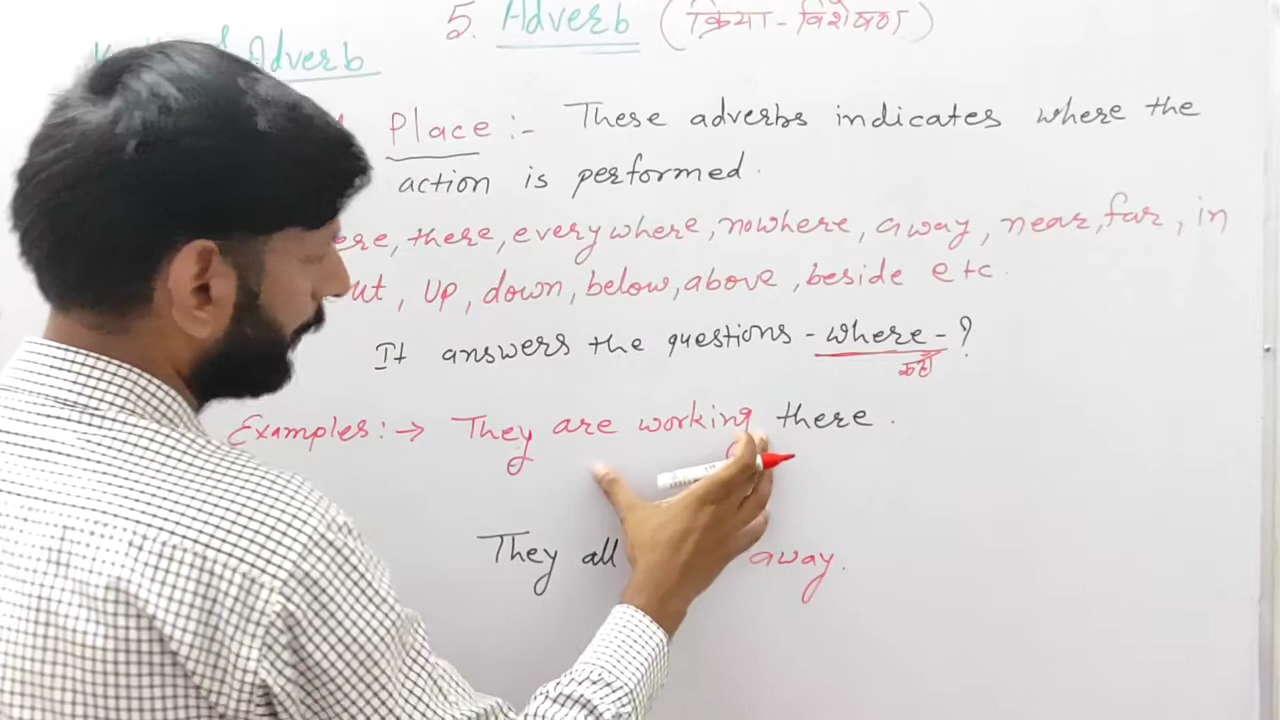 5. Adverb (क्रिया - विशेषण)
Adverb
Place :- These adverbs indicates where the
action is performed.
there, everywhere, nowhere, away, near, far, in
up, down, below, above, beside etc.
It answers the questions - where - ?
कहाँ
Examples :→ They are working there.
They all away.